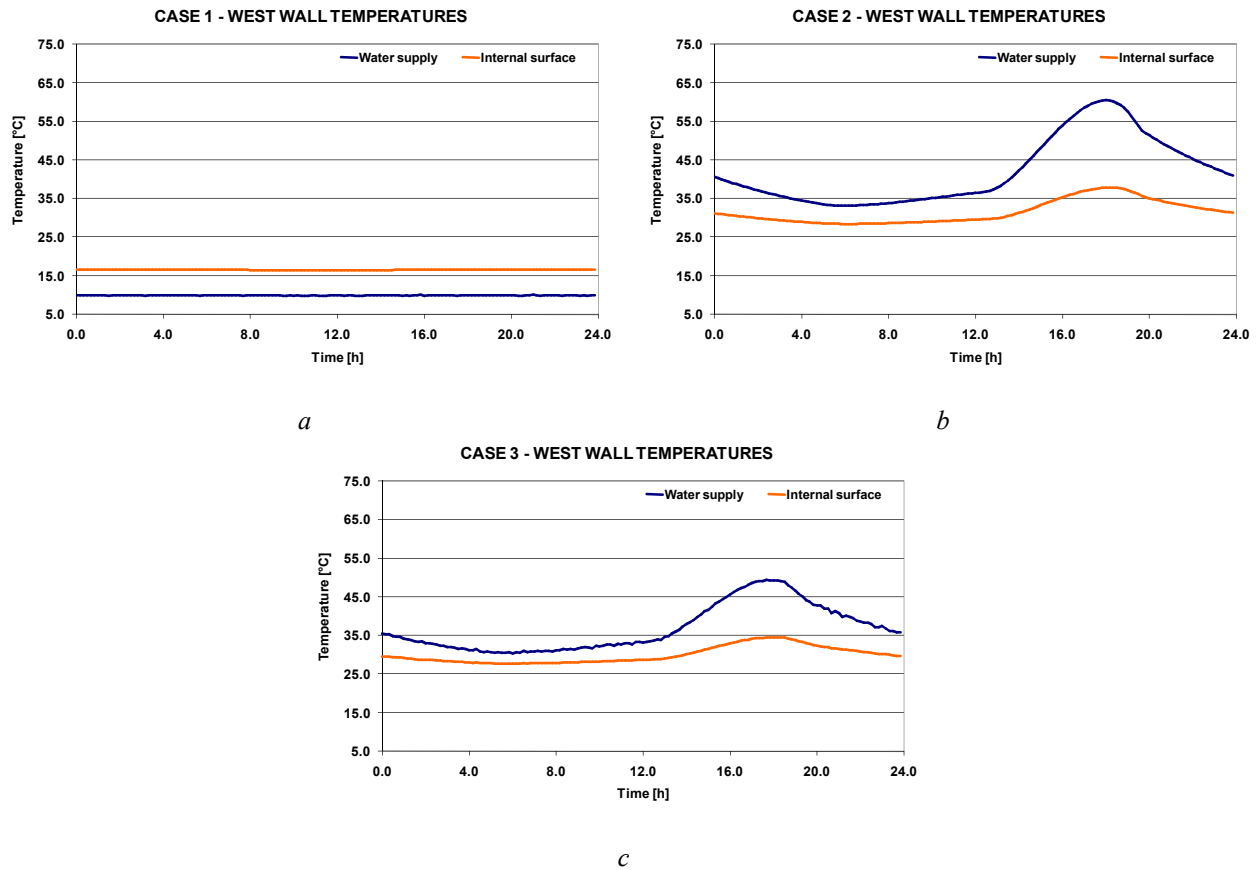 CASE 1 - WEST WALL TEMPERATURES
75.0
65.0
55.0
45.0
35.0
25.0
15.0
5.0
Temperature [°C]
Water supply
Internal surface
0.0 4.0 8.0 12.0 16.0 20.0 24.0
Time [h]
a
CASE 2 - WEST WALL TEMPERATURES
75.0
65.0
55.0
45.0
35.0
25.0
15.0
5.0
Temperature [°C]
Water supply
Internal surface
0.0 4.0 8.0 12.0 16.0 20.0 24.0
Time [h]
b
CASE 3 - WEST WALL TEMPERATURES
75.0
65.0
55.0
45.0
35.0
25.0
15.0
5.0
Temperature [°C]
Water supply
Internal surface
0.0 4.0 8.0 12.0 16.0 20.0 24.0
Time [h]
c